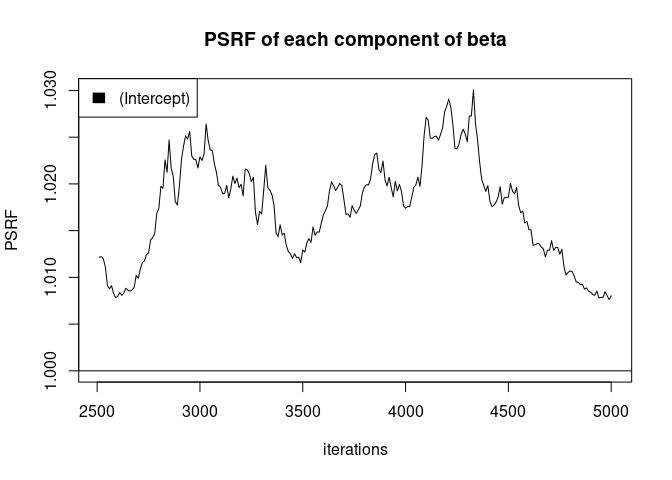 PSRF of each component of beta
(Intercept)
PSRF
1.030
1.020
1.010
1.000
2500 3000 3500 4000 4500 5000
iterations